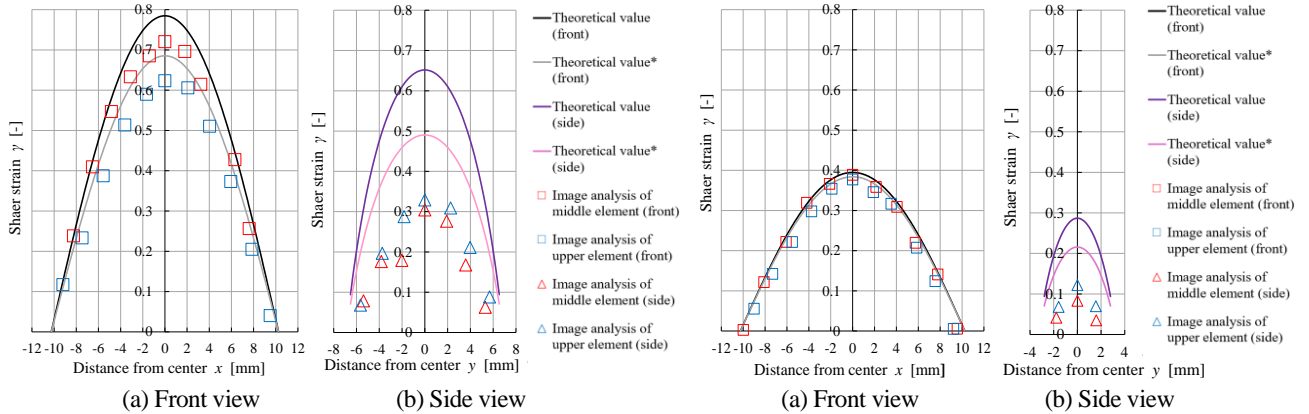 0.8
0.7
0.6
0.5
0.4
0.3
0.2
0.1
0
-12 -10 -8 -6 -4 -2 0 2 4 6 8 10 12
Shaer strain γ [-]
Distance from center x [mm]
(a) Front view
0.8
0.7
0.6
0.5
0.4
0.3
0.2
0.1
0
-8 -6 -4 -2 0 2 4 6 8
Shaer strain γ [-]
Distance from center y [mm]
(b) Side view
Theoretical value
(front)
Theoretical value*
(front)
Theoretical value
(side)
Theoretical value*
(side)
Image analysis of
middle element (front)
Image analysis of
upper element (front)
Image analysis of
middle element (side)
Image analysis of
upper element (side)
0.8
0.7
0.6
0.5
0.4
0.3
0.2
0.1
0
-12 -10 -8 -6 -4 -2 0 2 4 6 8 10 12
Shaer strain γ [-]
Distance from center x [mm]
(a) Front view
0.8
0.7
0.6
0.5
0.4
0.3
0.2
0.1
0
4 -2 0 2 4
Shaer strain γ [-]
Distance from center y [mm]
(b) Side view
Theoretical value
(front)
Theoretical value*
(front)
Theoretical value
(side)
Theoretical value*
(side)
Image analysis of
middle element (front)
Image analysis of
upper element (front)
Image analysis of
middle element (side)
Image analysis of
upper element (side)